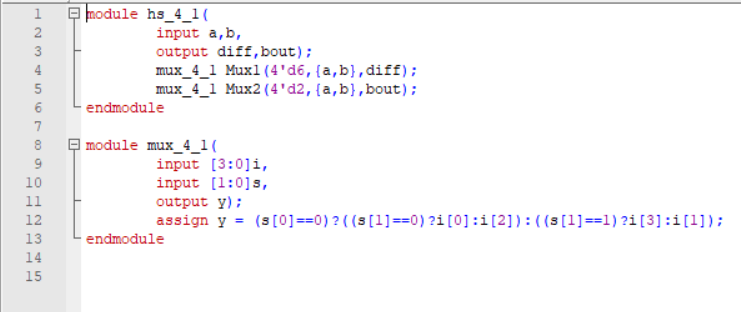 1 module hs_4_1(
2 input a,b,
3 output diff,bout);
4 mux_4_1 Mux1(4'd6,{a,b},diff);
5 mux_4_1 Mux2(4'd2,{a,b},bout);
6 endmodule
7
8 module mux_4_1(
9 input [3:0]i,
10 input [1:0]s,
11 output y);
12 assign y = (s[0]==0)?((s[1]==0)?i[0]:i[2]):((s[1]==1)?i[3]:i[1]);
13 endmodule
14
15